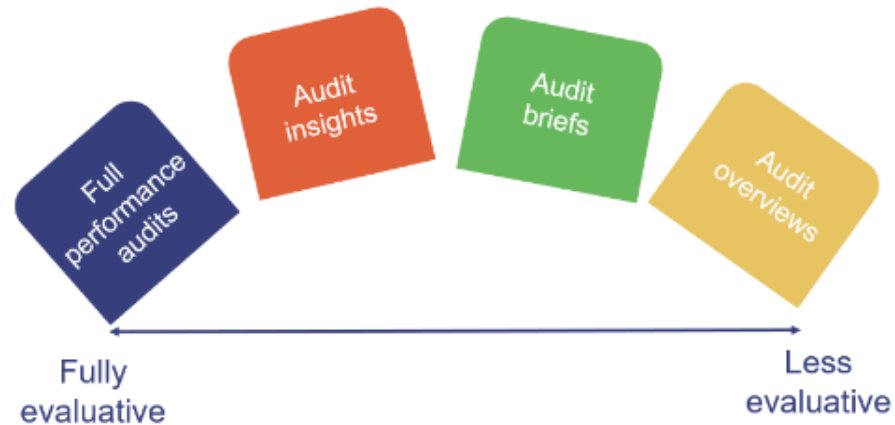 Full
performance
audits
Audit
insights
Audit
briefs
Audit
overviews
Fully
evaluative
Less
evaluative